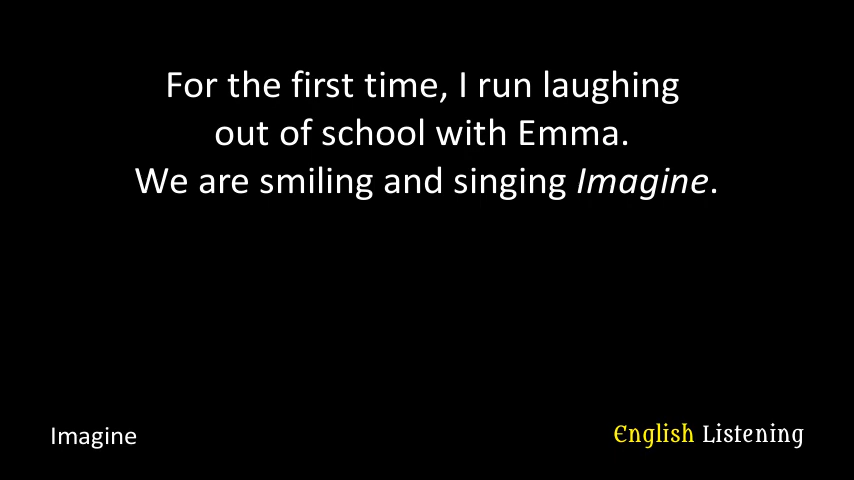 For the first time, I run laughing
out of school with Emma.
We are smiling and singing Imagine.
Imagine
English Listening